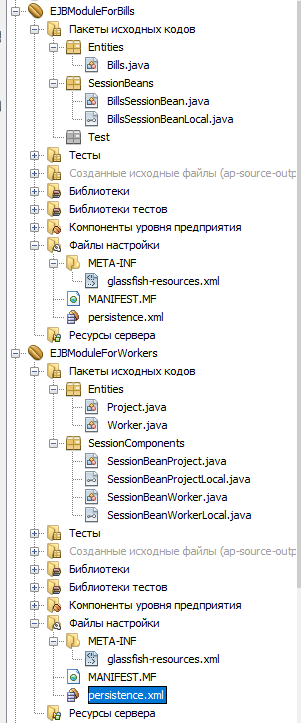 EJBModuleForBills
Пакеты исходных кодов
Entities
Bills.java
SessionBeans
BillsSessionBean.java
BillsSessionBeanLocal.java
Test
Тесты
Созданные исходные файлы (ap-source-outp
Библиотеки
Библиотеки тестов
Компоненты уровня предприятия
Файлы настройки
META-INF
glassfish-resources.xml
MANIFEST.MF
persistence.xml
Ресурсы сервера
EJBModuleForWorkers
Пакеты исходных кодов
Entities
Project.java
Worker.java
SessionComponents
SessionBeanProject.java
SessionBeanProjectLocal.java
SessionBeanWorker.java
SessionBeanWorkerLocal.java
Тесты
Созданные исходные файлы (ap-source-outp
Библиотеки
Библиотеки тестов
Компоненты уровня предприятия
Файлы настройки
META-INF
glassfish-resources.xml
MANIFEST.MF
persistence.xml
Ресурсы сервера